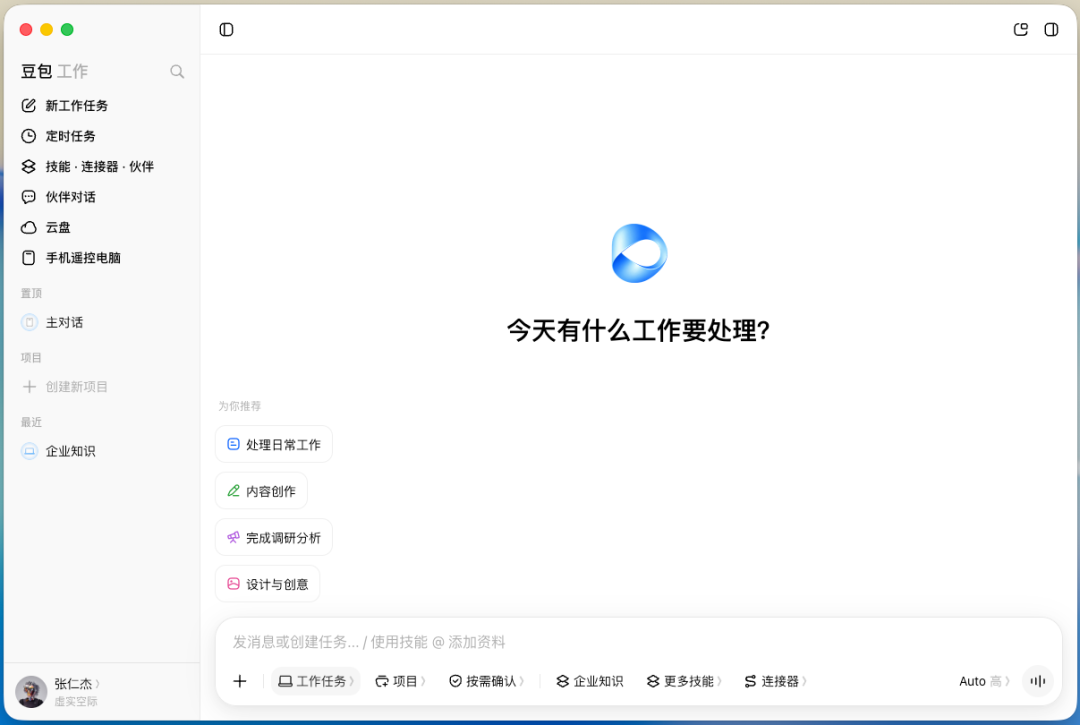 豆包 工作
新工作任务
定时任务
技能 · 连接器 · 伙伴
伙伴对话
云盘
手机遥控电脑
置顶
主对话
项目
创建新项目
最近
企业知识
张仁杰
虚实空际
今天有什么工作要处理?
为你推荐
处理日常工作
内容创作
完成调研分析
设计与创意
发消息或创建任务... / 使用技能 @ 添加资料
工作任务 项目 按需确认 企业知识 更多技能 连接器 Auto 高